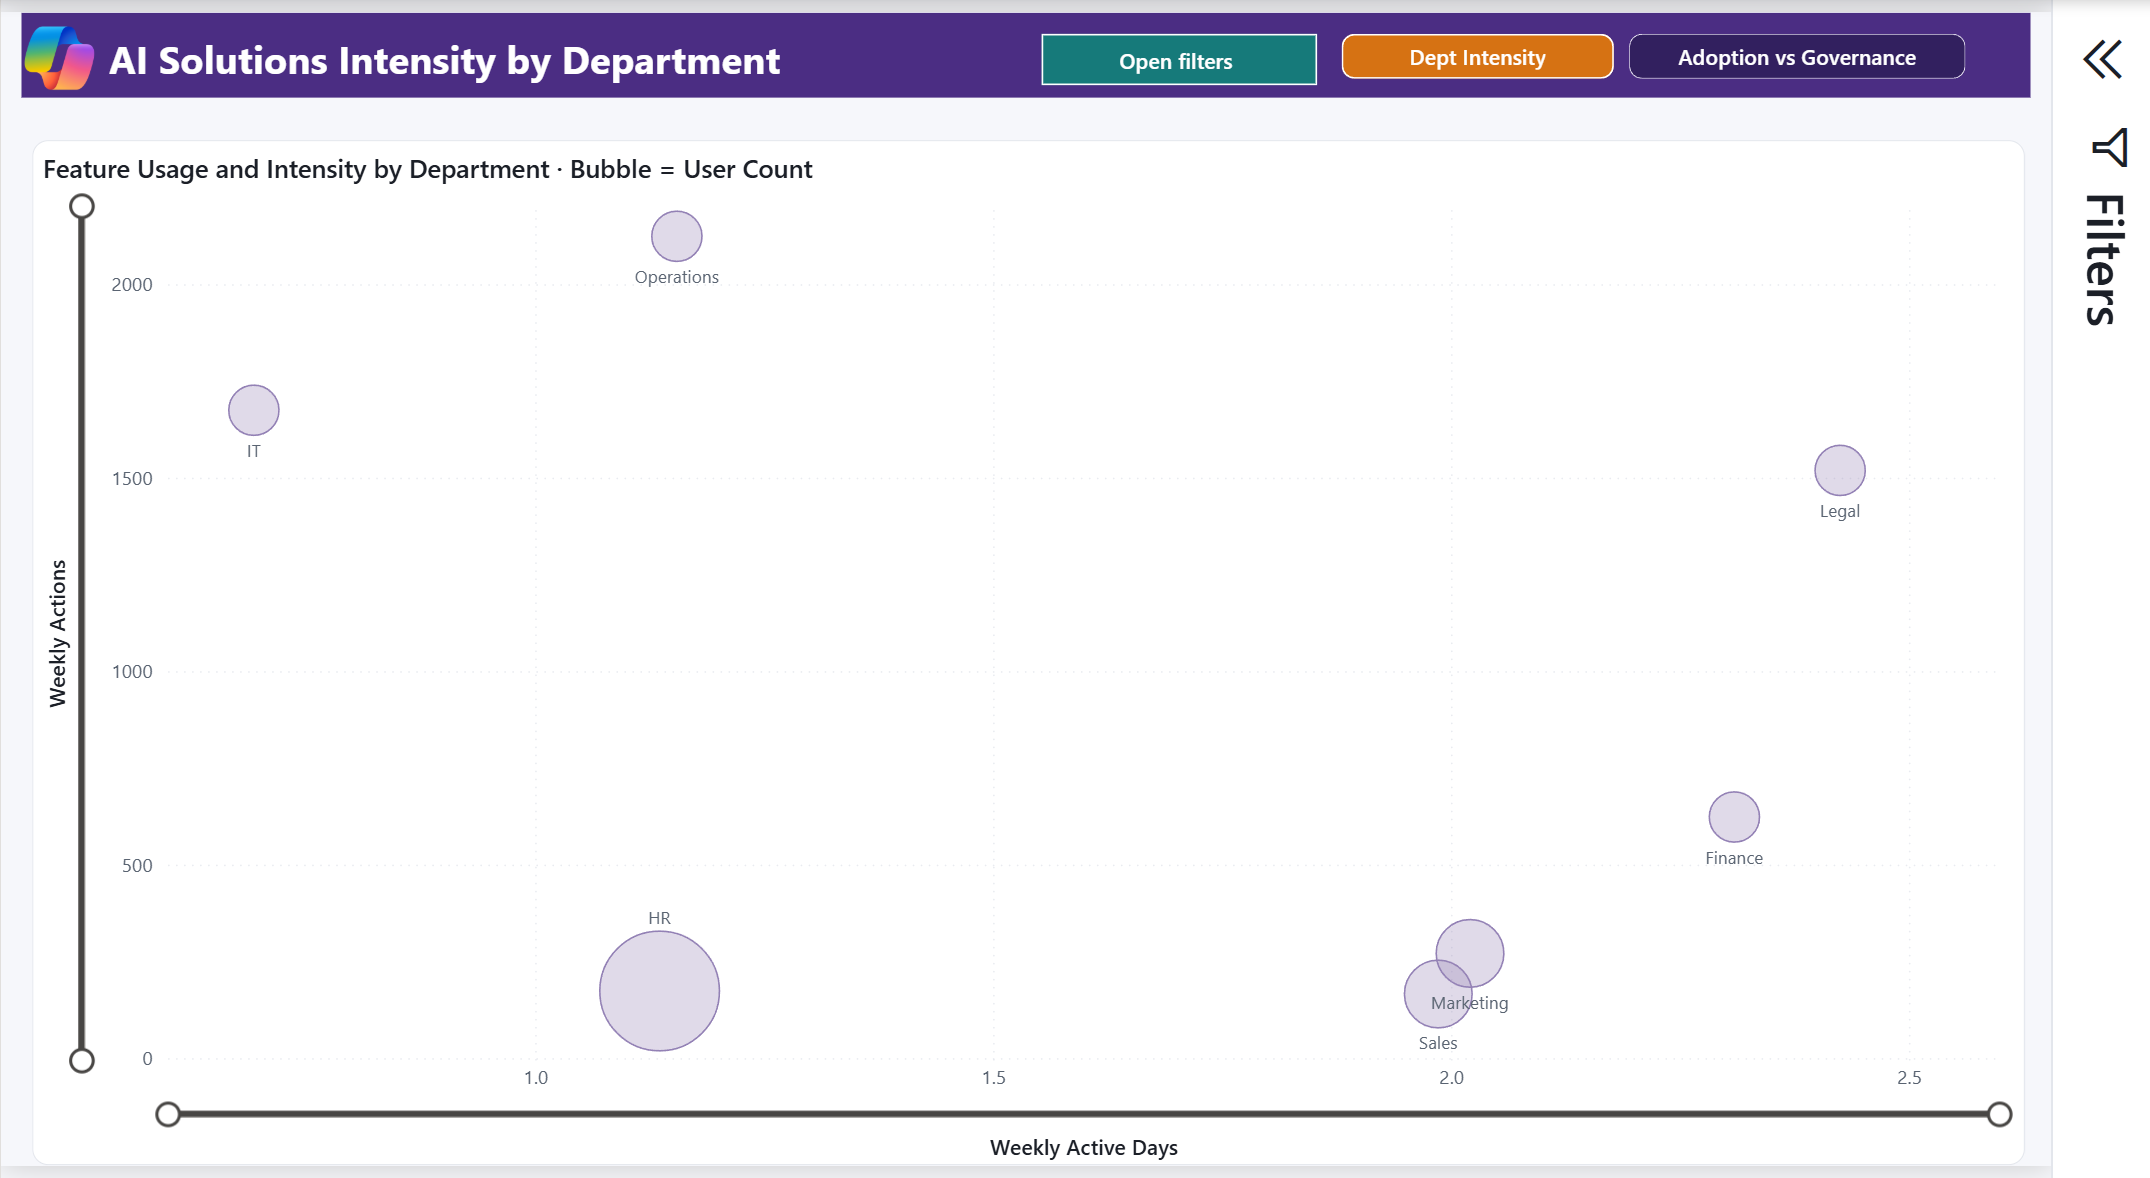 AI Solutions Intensity by Department
Open filters
Dept Intensity
Adoption vs Governance
Filters
Feature Usage and Intensity by Department · Bubble = User Count
Weekly Actions
2000
1500
1000
500
0
Operations
IT
Legal
Finance
HR
Marketing
Sales
1.0
1.5
2.0
2.5
Weekly Active Days